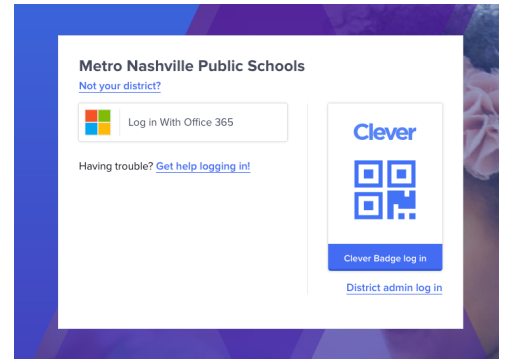 Metro Nashville Public Schools
Not your district?
Log in With Office 365
Having trouble? Get help logging in!
Clever
Clever Badge log in
District admin log in